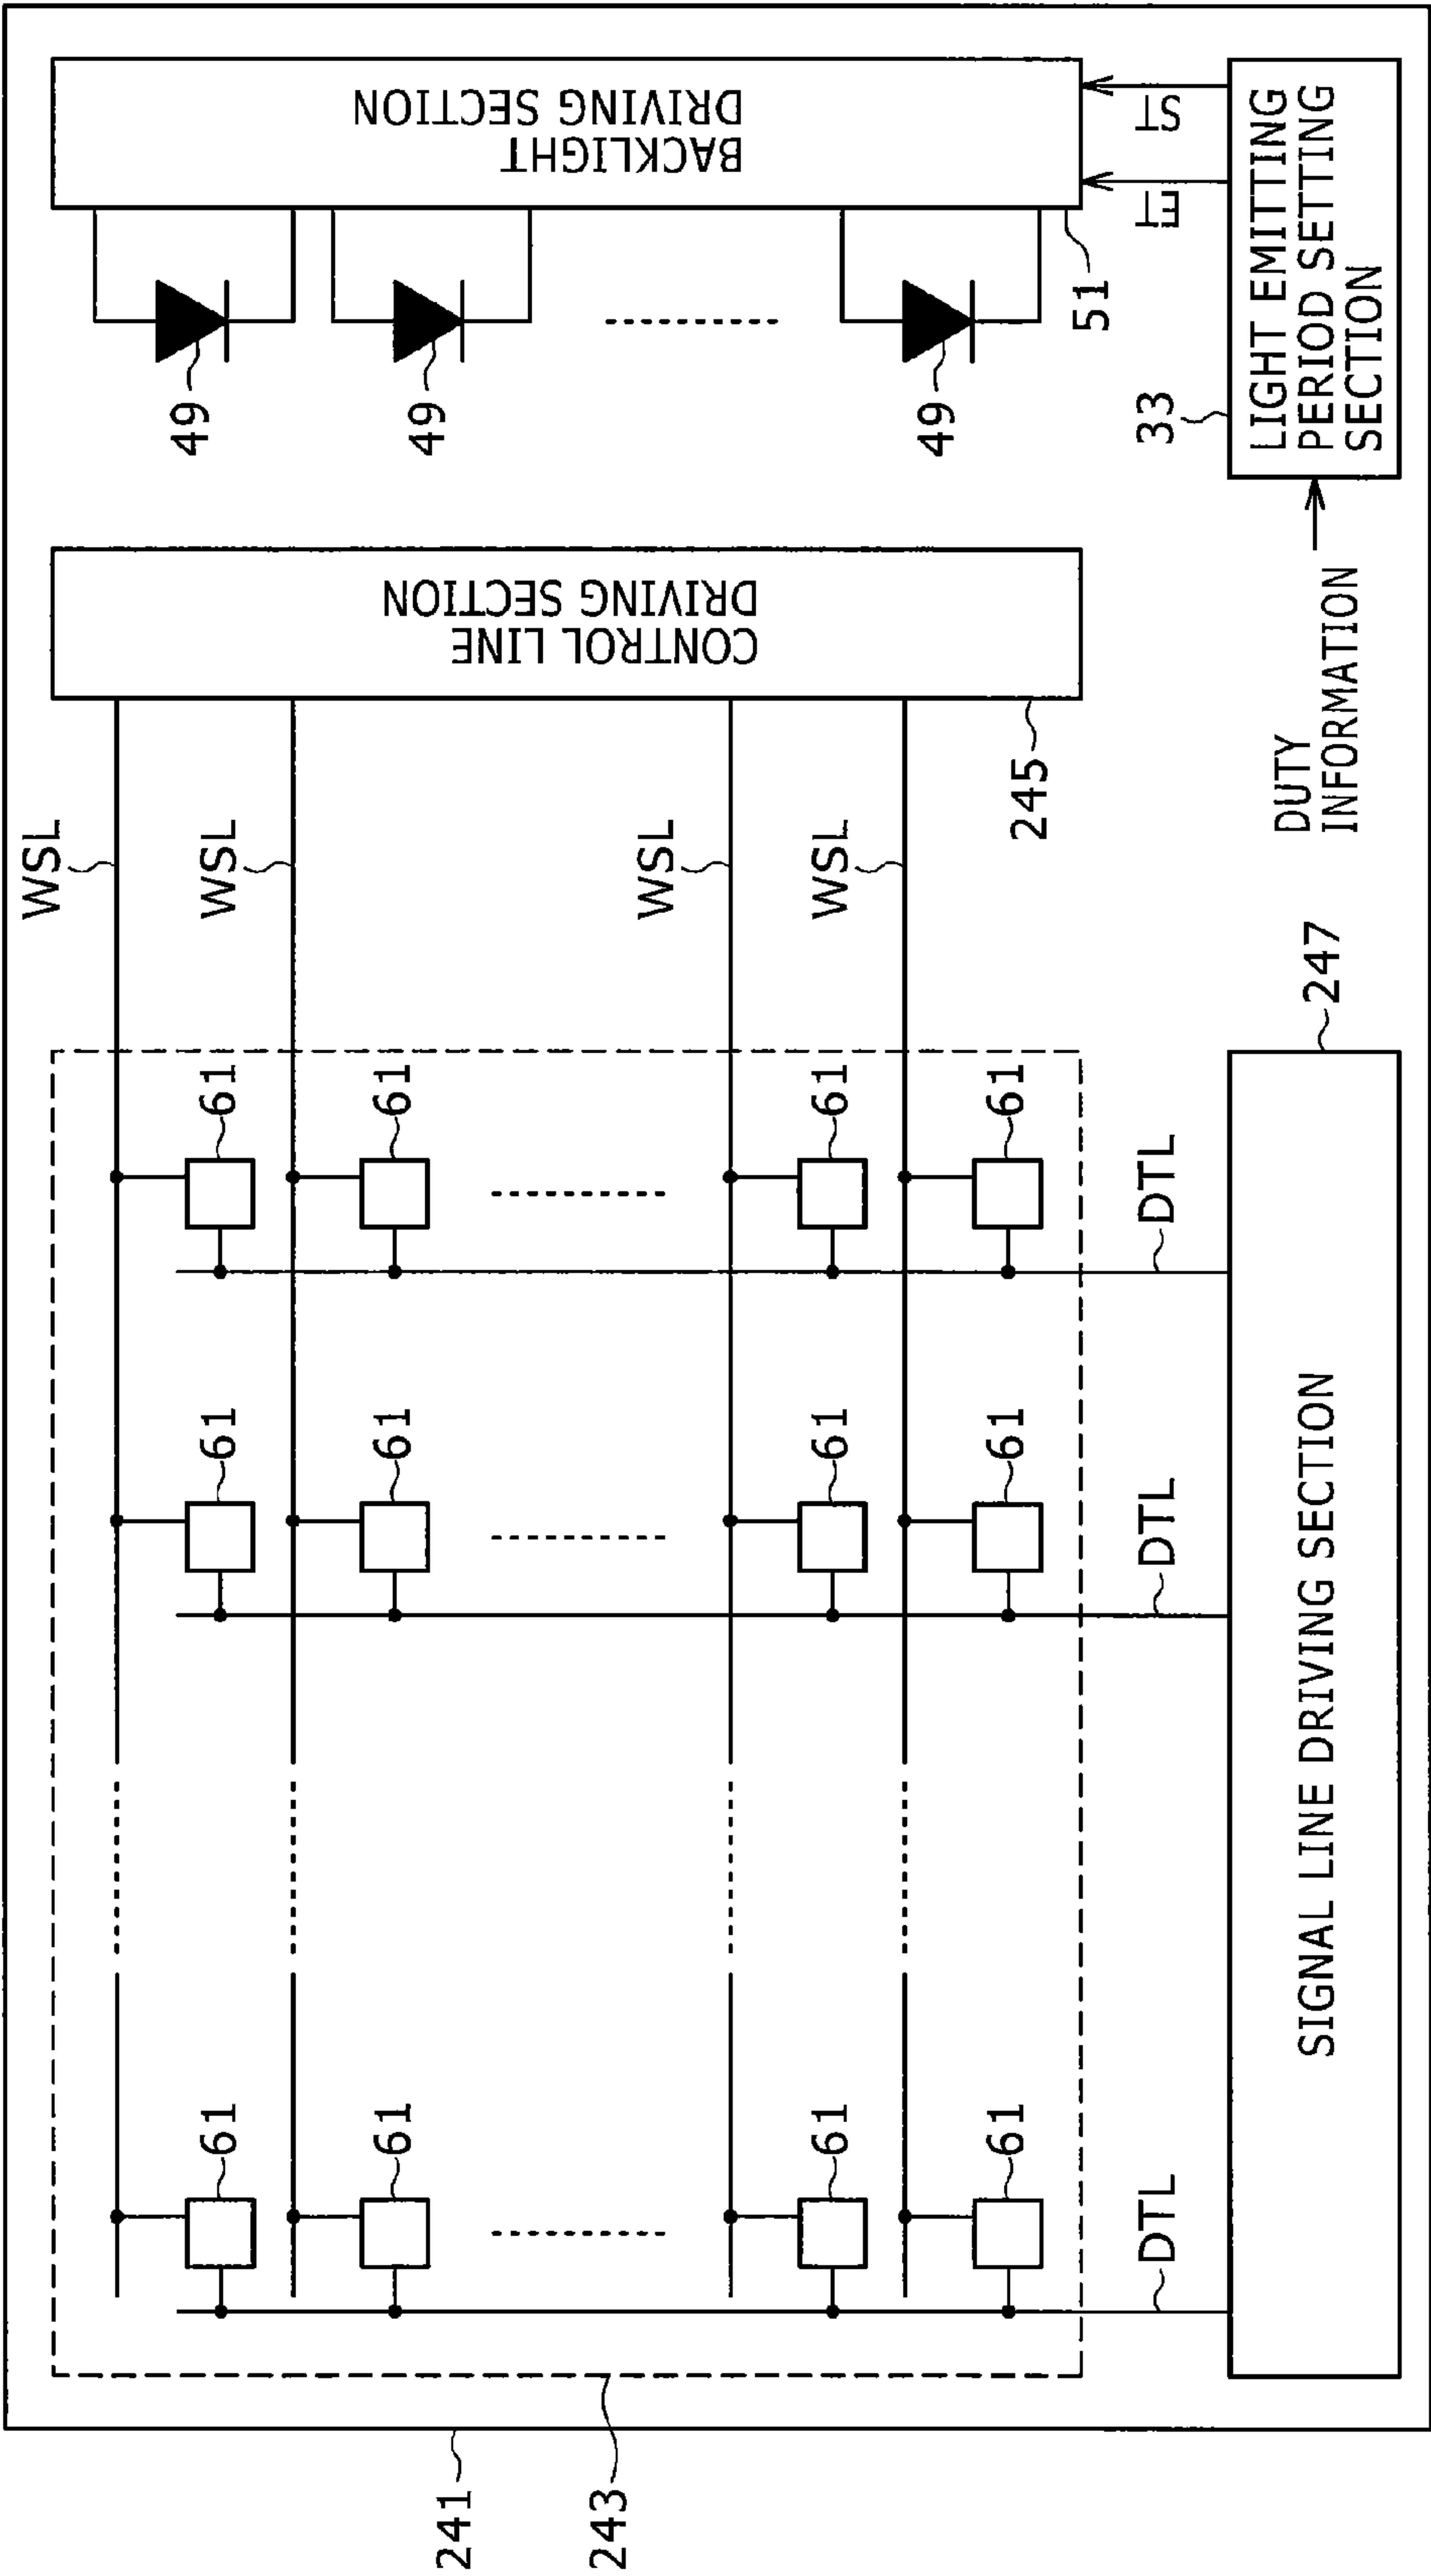 WSL
49
61
61
61
WSL
61
61
61
49
241
243
WSL
61
61
61
WSL
49
61
61
61
245
51
CONTROL LINE
DRIVING SECTION
BACKLIGHT
DRIVING SECTION
DTL
DTL
DTL
33
ET
ST
247
SIGNAL LINE DRIVING SECTION
DUTY
INFORMATION
LIGHT EMITTING
PERIOD SETTING
SECTION